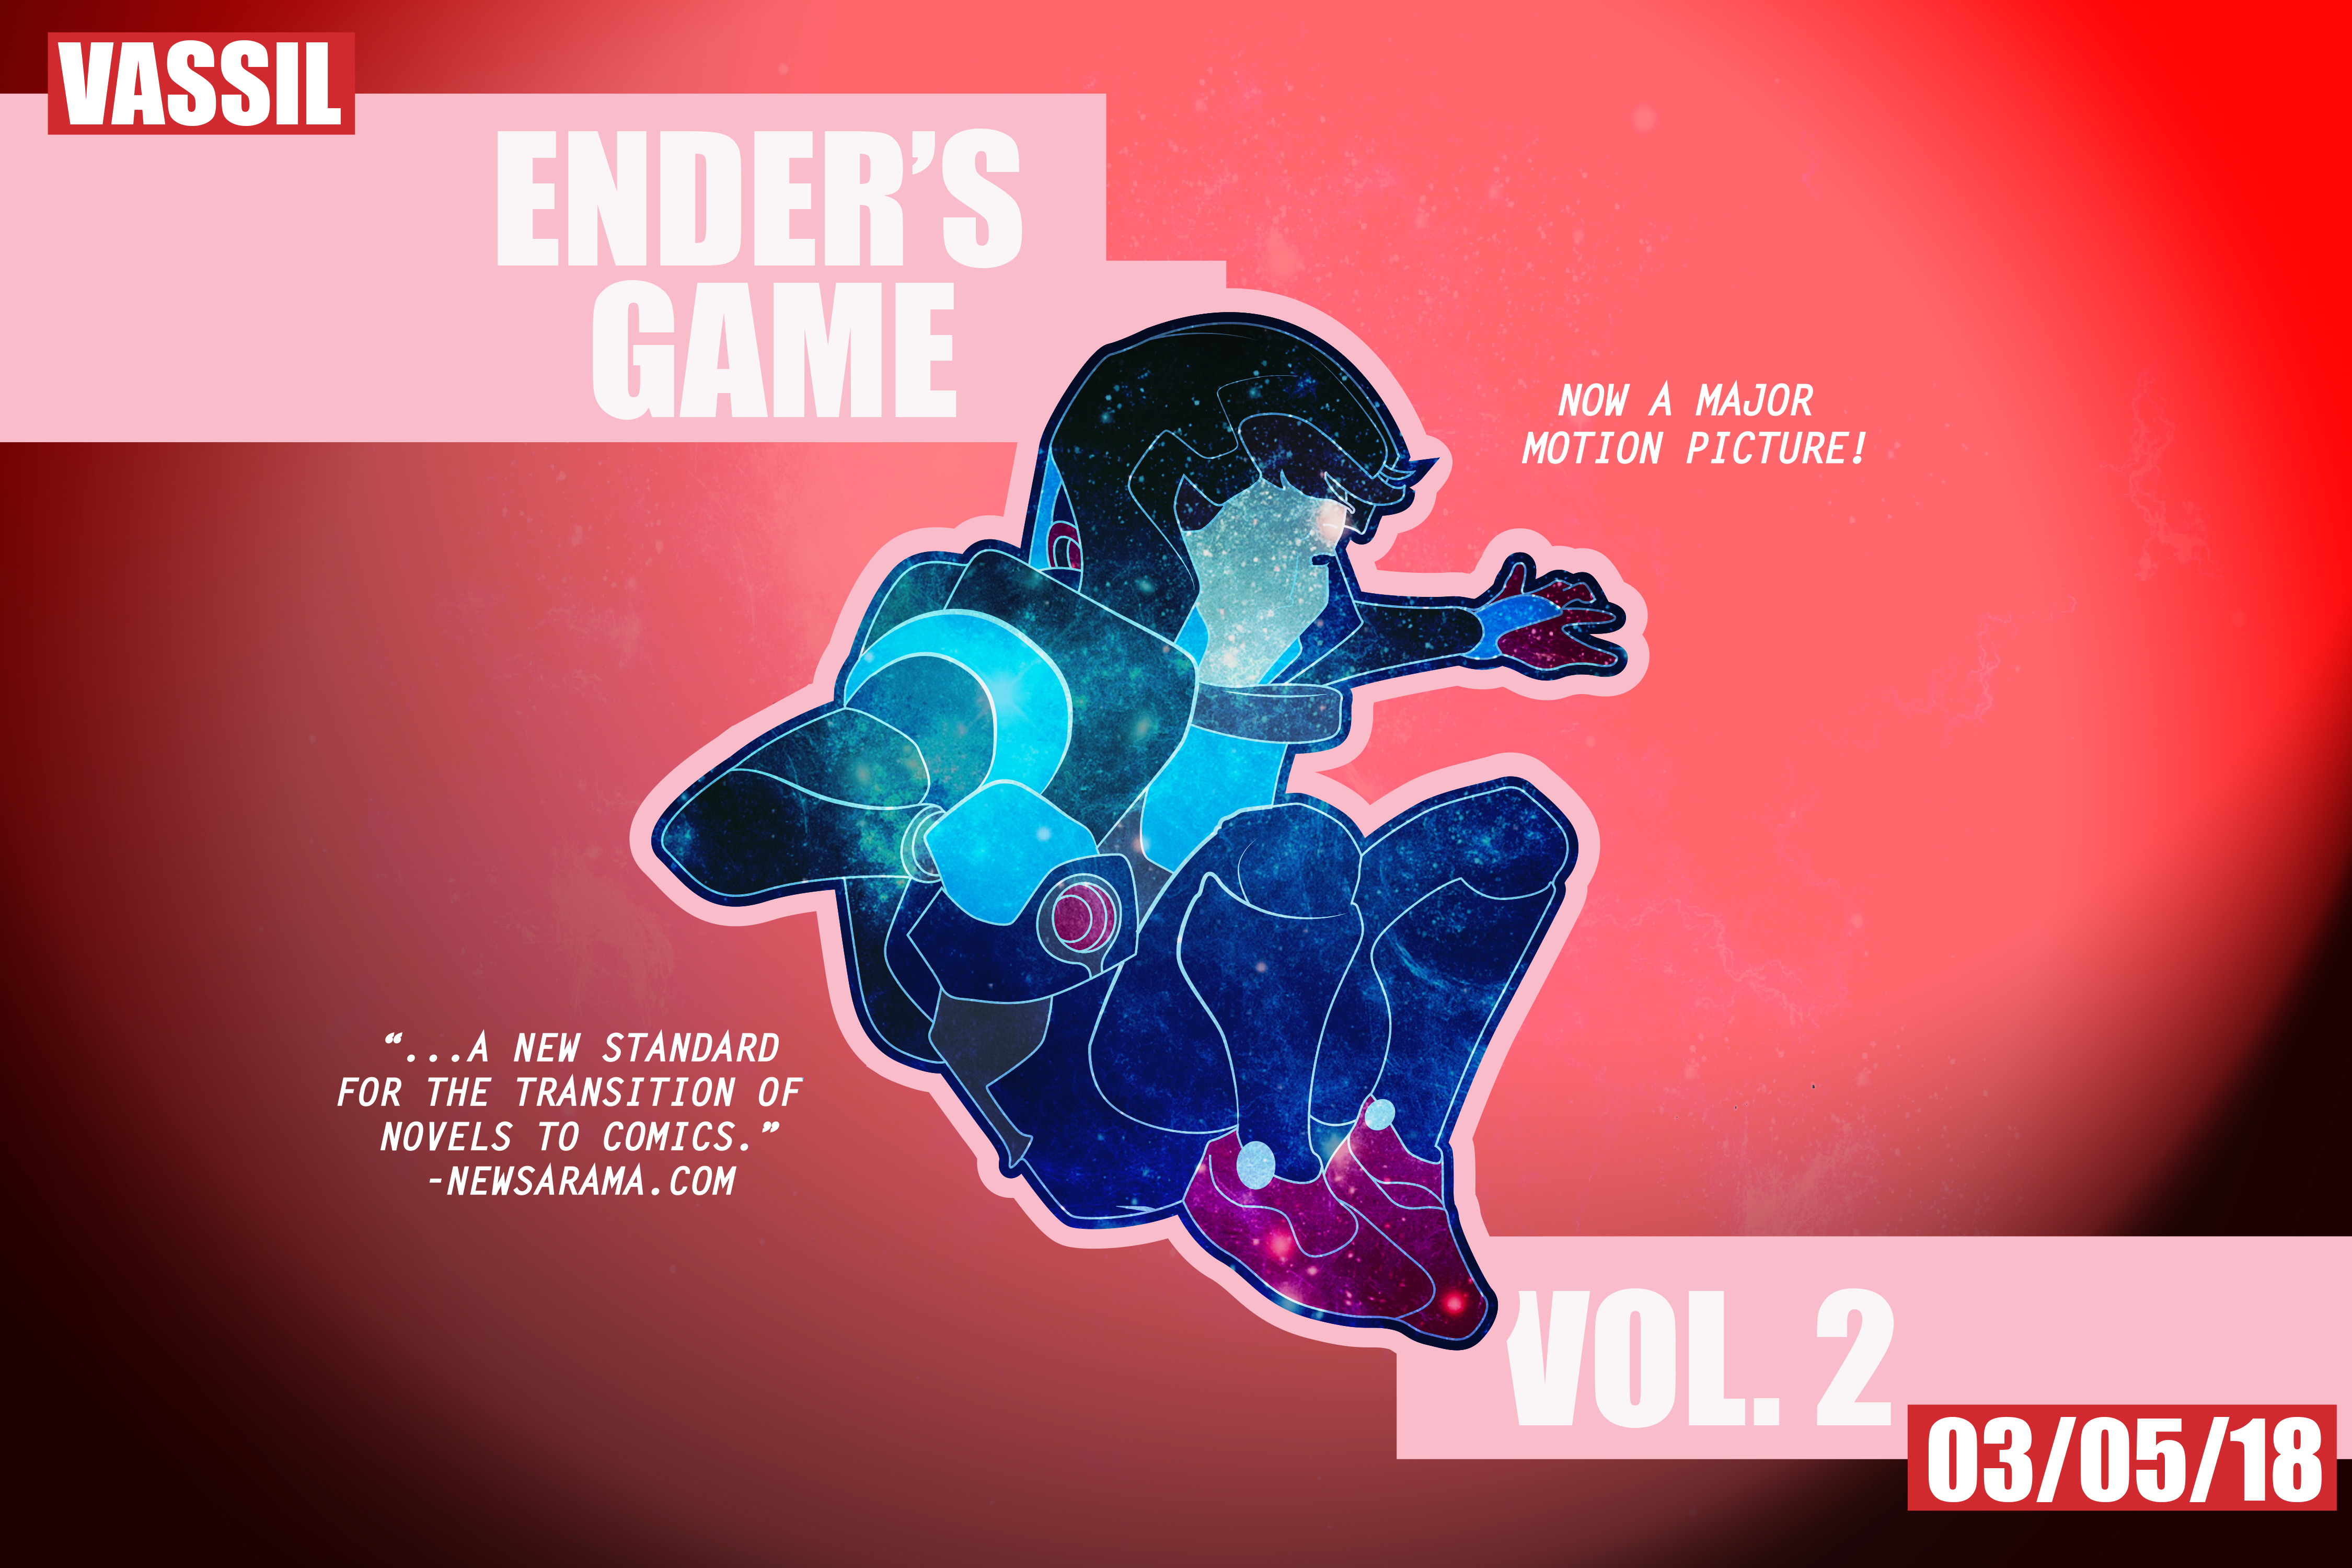 VASSIL
ENDER’S
GAME
NOW A MAJOR
MOTION PICTURE!
“...A NEW STANDARD
FOR THE TRANSITION OF
NOVELS TO COMICS.”
-NEWSARAMA.COM
VOL. 2
03/05/18